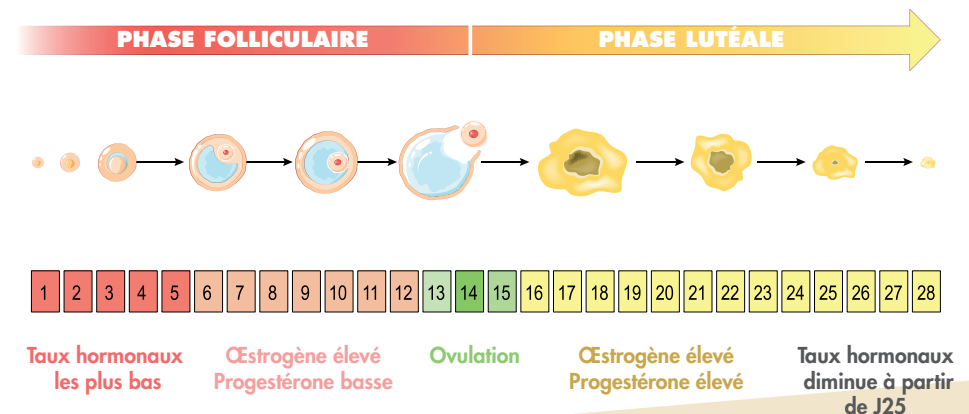 PHASE FOLLICULAIRE PHASE LUTÉALE
1 2 3 4 5 6 7 8 9 10 11 12 13 14 15 16 17 18 19 20 21 22 23 24 25 26 27 28
Taux hormonaux
les plus bas
Œstrogène élevé
Progestérone basse
Ovulation
Œstrogène élevé
Progestérone élevé
Taux hormonaux
diminue à partir
de J25